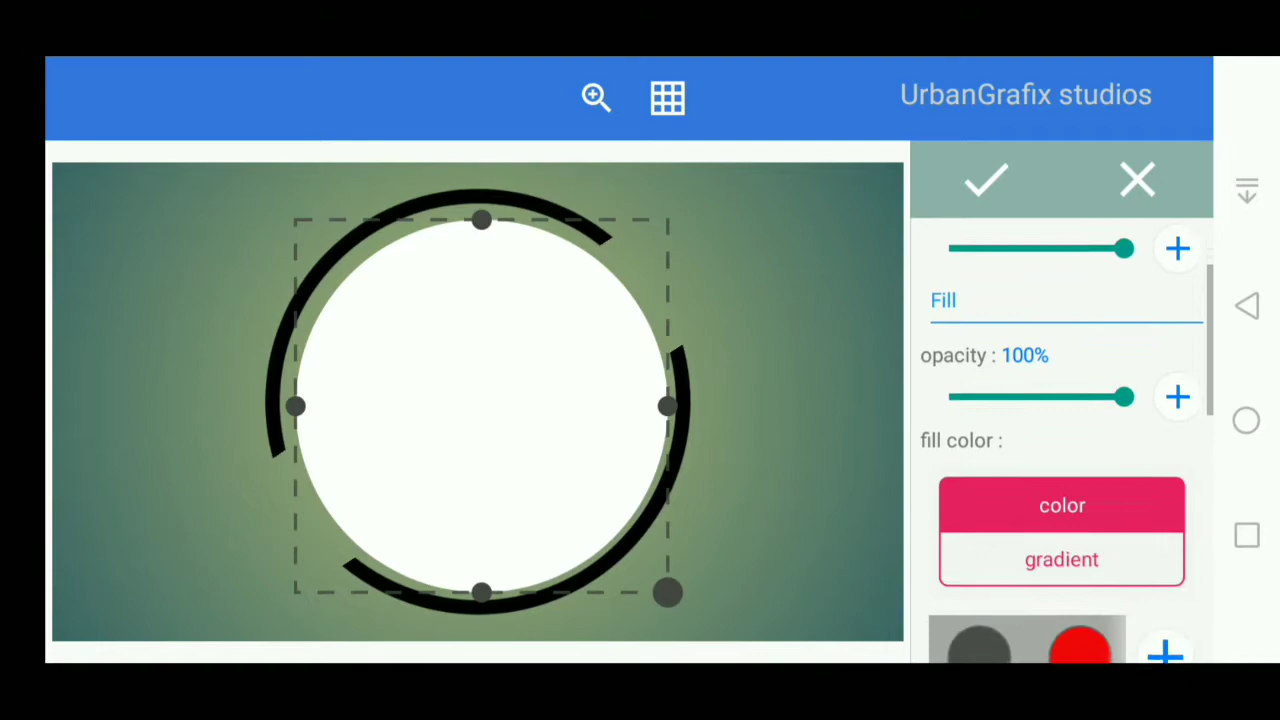 UrbanGrafix studios
Fill
opacity : 100%
fill color :
color
gradient